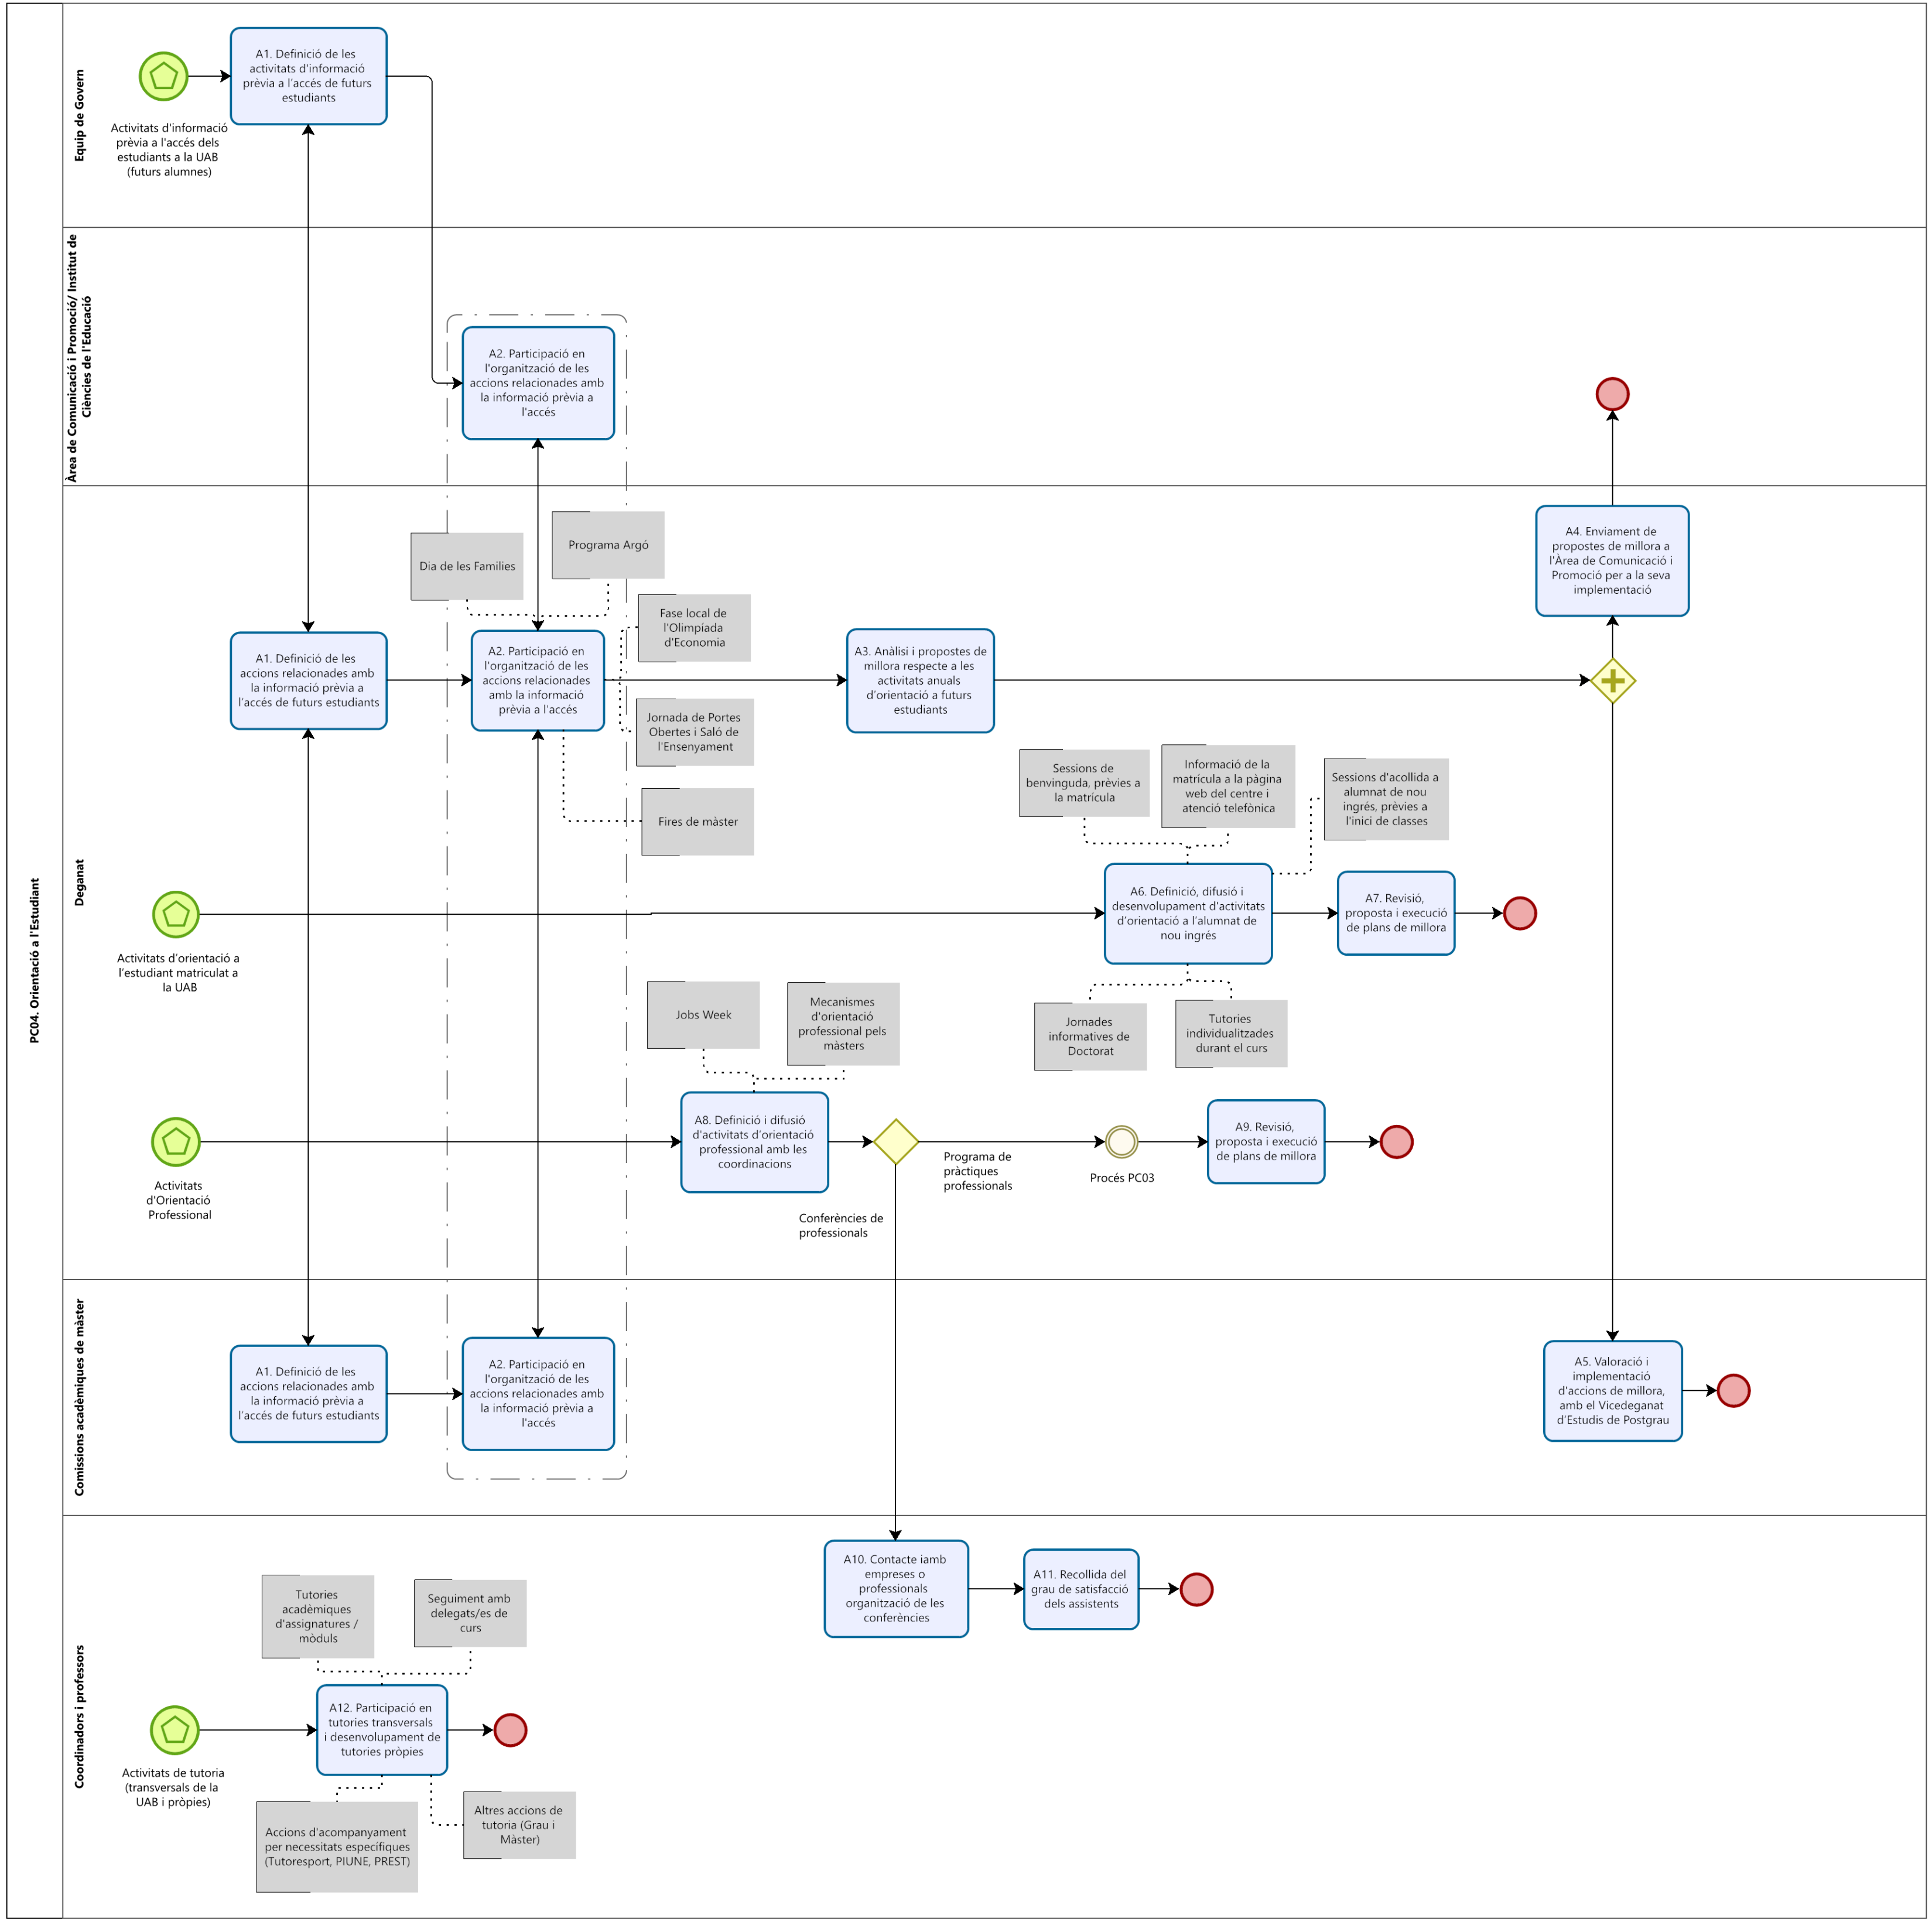 PC04. Orientació a l'Estudiant
Equip de Govern
A1. Definició de les
activitats d'informació
prèvia a l'accés de futurs
estudiants
Activitats d'informació
prèvia a l'accés dels
estudiants a la UAB
(futurs alumnes)
Àrea de Comunicació i Promoció/ Institut de
Ciències de l'Educació
A2. Participació en
l'organització de les
accions relacionades amb
la informació prèvia a
l'accés
Deganat
Dia de les Families
Programa Argó
Fase local de
l'Olimpíada
d'Economia
A4. Enviament de
propostes de millora a
l'Àrea de Comunicació i
Promoció per a la seva
implementació
A1. Definició de les
accions relacionades amb
la informació prèvia a
l'accés de futurs estudiants
A2. Participació en
l'organització de les
accions relacionades
amb la informació
prèvia a l'accés
A3. Anàlisi i propostes de
millora respecte a les
activitats anuals
d'orientació a futurs
estudiants
Jornada de Portes
Obertes i Saló de
l'Ensenyament
Fires de màster
Sessions de
benvinguda, prèvies a
la matrícula
Informació de la
matrícula a la pàgina
web del centre i
atenció telefònica
Sessions d'acollida a
alumnat de nou
ingrés, prèvies a
l'inici de classes
A6. Definició, difusió i
desenvolupament d'activitats
d'orientació a l'alumnat de
nou ingrés
A7. Revisió,
proposta i execució
de plans de millora
Activitats d'orientació a
l'estudiant matriculat a
la UAB
Jobs Week
Mecanismes
d'orientació
professional pels
màsters
Jornades
informatives de
Doctorat
Tutories
individualitzades
durant el curs
A8. Definició i difusió
d'activitats d'orientació
professional amb les
coordinacions
A9. Revisió,
proposta i execució
de plans de millora
Programa de
pràctiques
professionals
Procés PC03
Activitats
d'Orientació
Professional
Conferències de
professionals
Comissions acadèmiques de màster
A1. Definició de les
accions relacionades amb
la informació prèvia a
l'accés de futurs estudiants
A2. Participació en
l'organització de les
accions relacionades amb
la informació prèvia a
l'accés
A5. Valoració i
implementació
d'accions de millora,
amb el Vicedeganat
d'Estudis de Postgrau
Coordinadors i professors
A10. Contacte iamb
empreses o
professionals
organització de les
conferències
A11. Recollida del
grau de satisfacció
dels assistents
Tutories
acadèmiques
d'assignatures /
mòduls
Seguiment amb
delegats/es de
curs
A12. Participació en
tutories transversals
i desenvolupament de
tutories pròpies
Activitats de tutoria
(transversals de la
UAB i pròpies)
Accions d'acompanyament
per necessitats específiques
(Tutoresport, PIUNE, PREST)
Altres accions de
tutoria (Grau i
Màster)